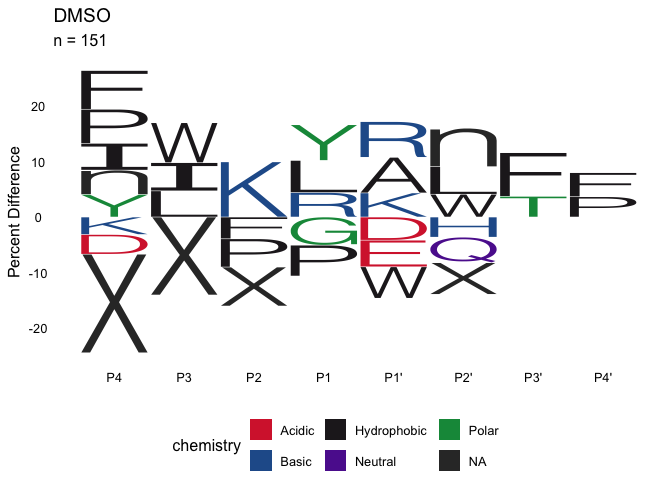 DMSO
n = 151
Percent Difference
20
10
0
-10
-20
F
P
I
n
Y
K
D
X
W
I
L
X
K
F
P
X
Y
L
R
G
P
R
A
K
D
E
W
n
L
W
H
Q
X
F
T
F
P
P4 P3 P2 P1 P1' P2' P3' P4'
chemistry
Acidic Hydrophobic Polar
Basic Neutral NA